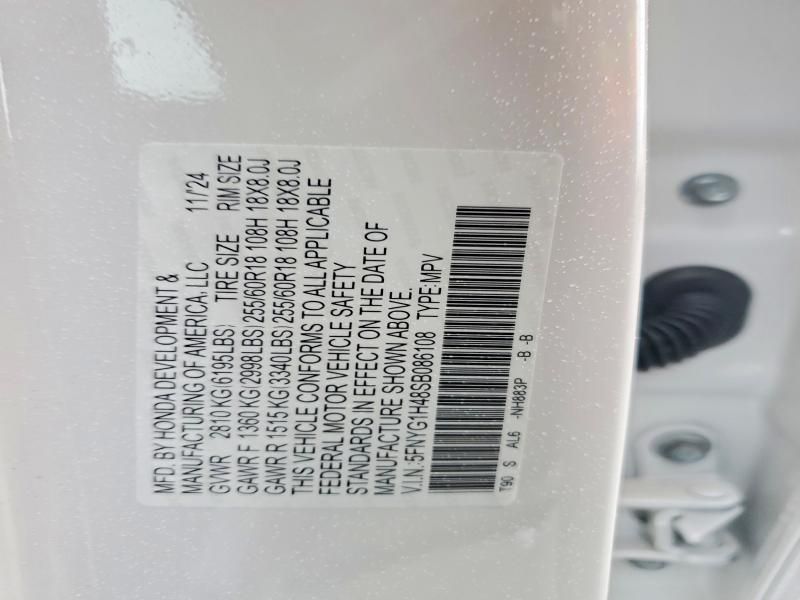 MFD. BY HONDA DEVELOPMENT &
MANUFACTURING OF AMERICA, LLC 11/24
GVWR 2810 KG(6195LBS) TIRE SIZE RIM SIZE
GAWR F 1360 KG(2998LBS) 255/60R18 108H 18X8.0J
GAWR R 1515 KG(3340LBS) 255/60R18 108H 18X8.0J
THIS VEHICLE CONFORMS TO ALL APPLICABLE
FEDERAL MOTOR VEHICLE SAFETY
STANDARDS IN EFFECT ON THE DATE OF
MANUFACTURE SHOWN ABOVE.
V.I.N.:5FNYG1H48SB086108 TYPE:MPV
T90 S AL6 -NH883P -B -B